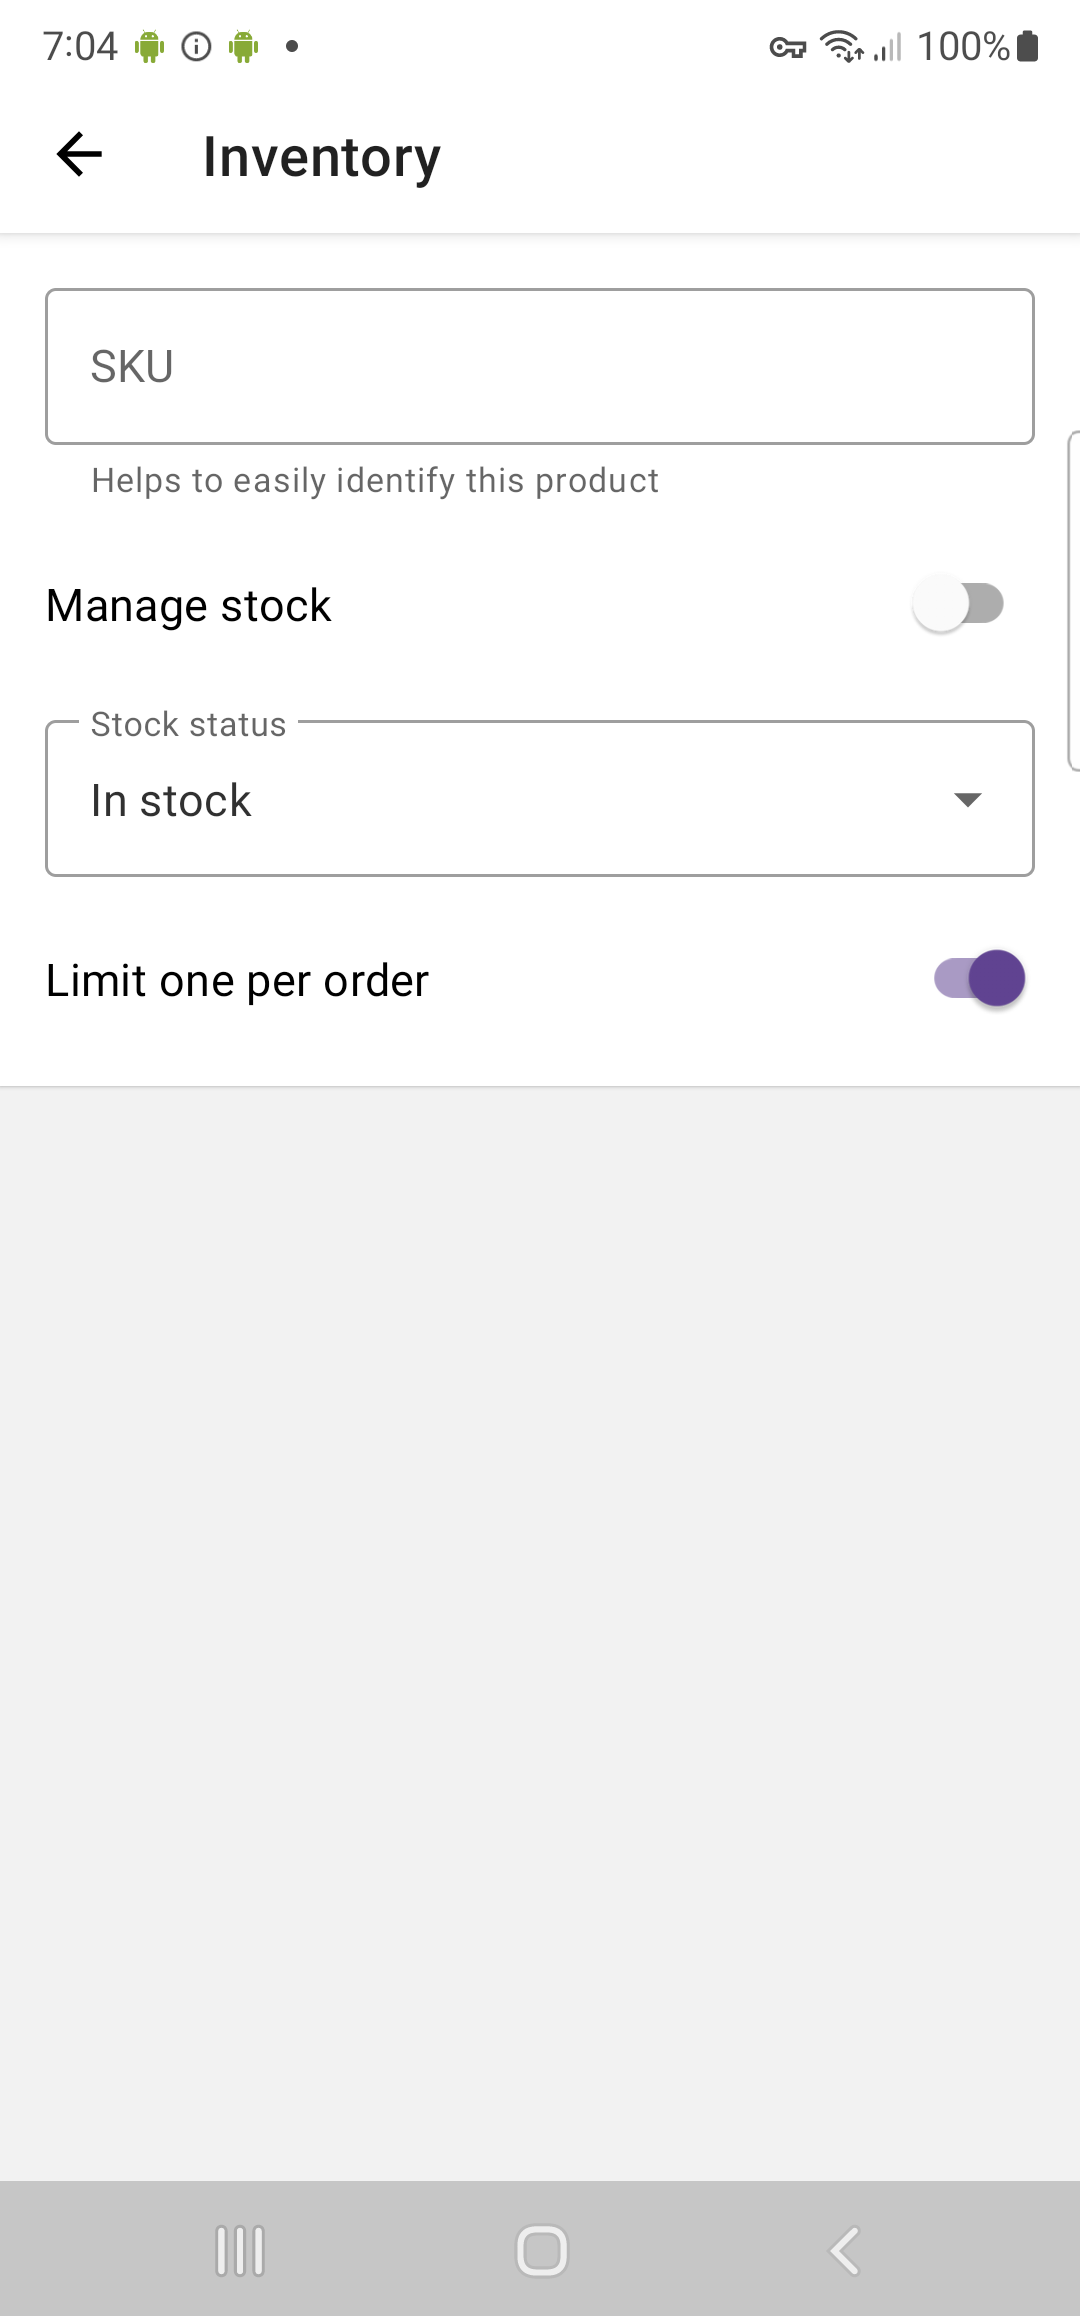 7:04 100%
Inventory
SKU
Helps to easily identify this product
Manage stock
Stock status
In stock
Limit one per order